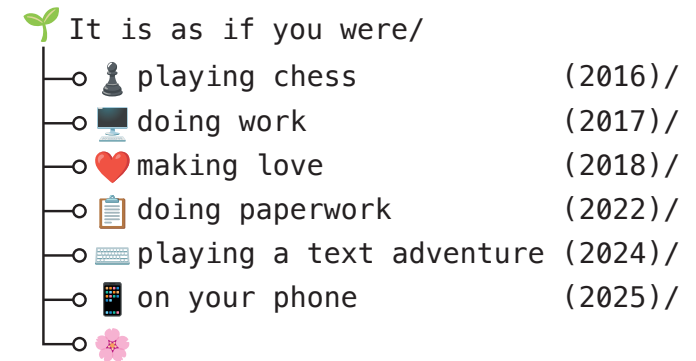 It is as if you were/
playing chess (2016)/
doing work (2017)/
making love (2018)/
doing paperwork (2022)/
playing a text adventure (2024)/
on your phone (2025)/